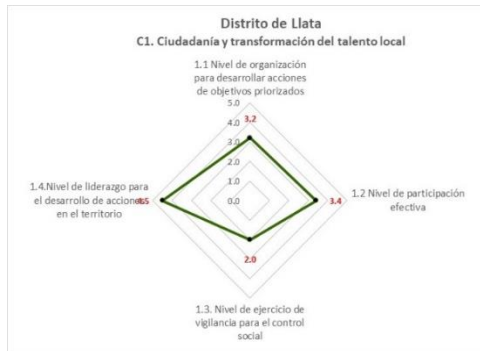 Distrito de Llata
C1. Ciudadanía y transformación del talento local
1.1 Nivel de organización
para desarrollar acciones
de objetivos priorizados
5.0
4.0
3.2
3.0
2.0
1.0
0.0
1.4.Nivel de liderazgo para
el desarrollo de acciones
en el territorio
4.5
1.2 Nivel de participación
efectiva
3.4
2.0
1.3. Nivel de ejercicio de
vigilancia para el control
social